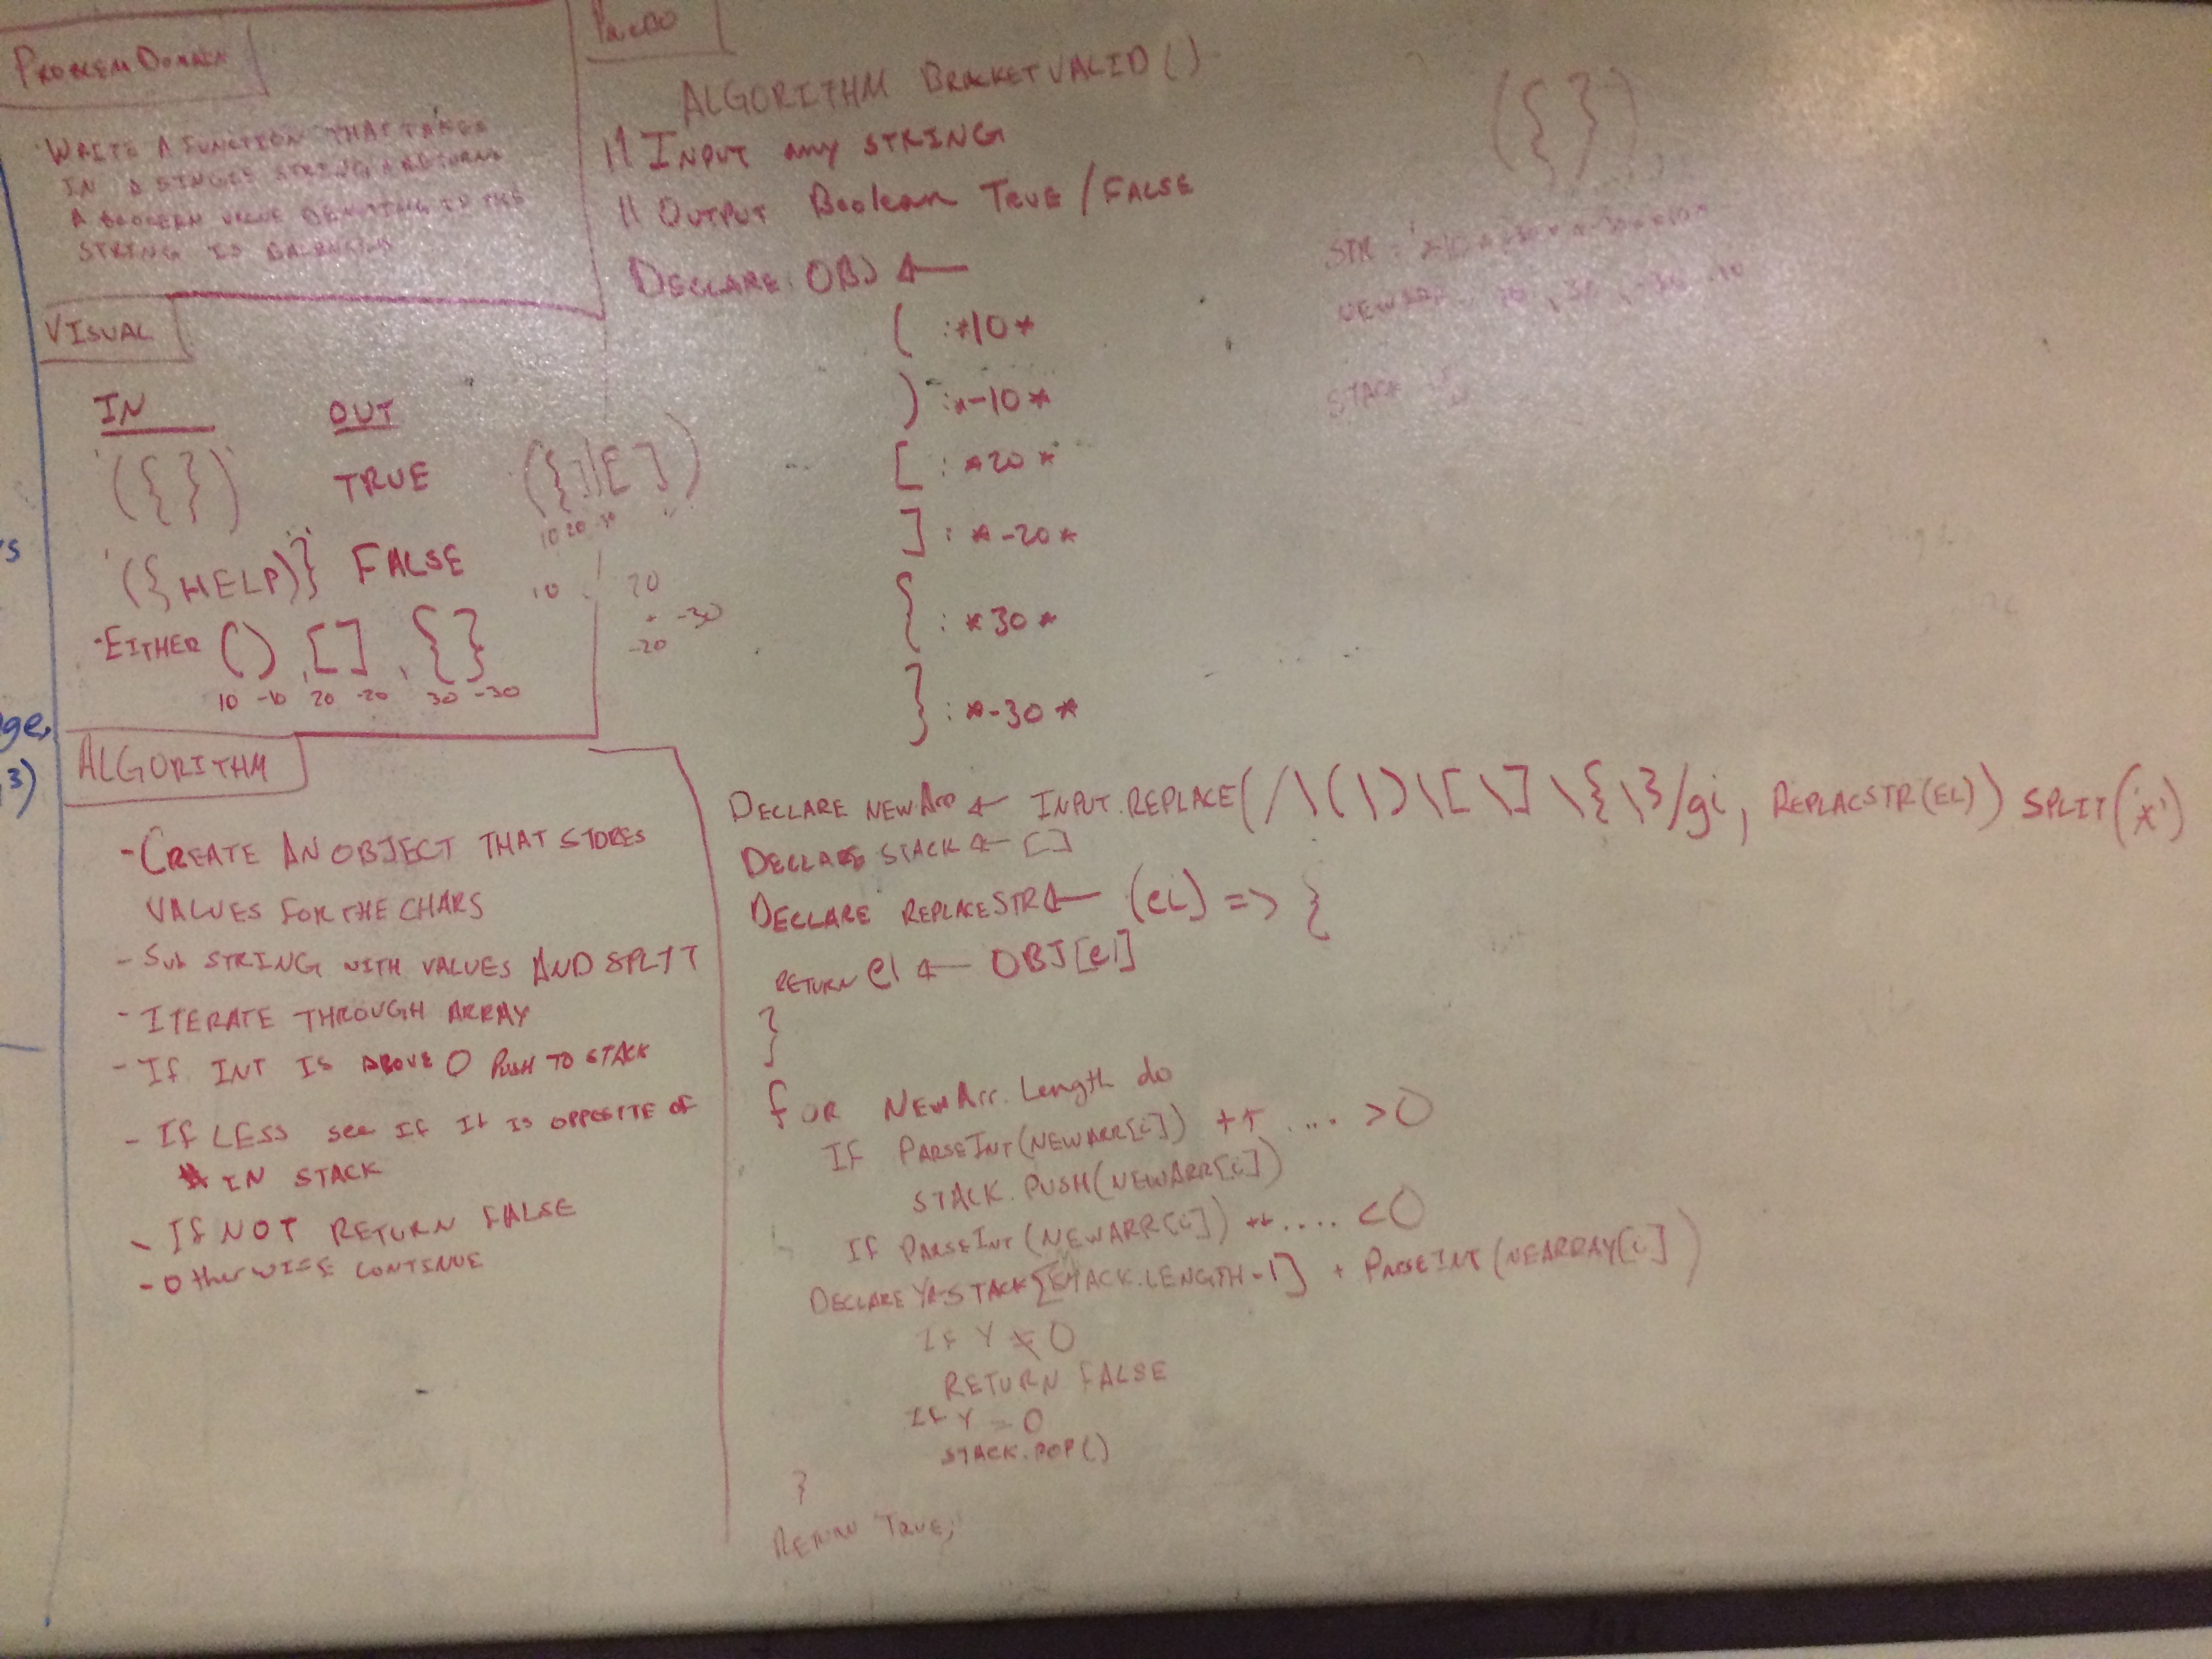 PROBLEM DOMAIN
WRITE A FUNCTION THAT TAKES
IN A SINGLE STRING & RETURNS
A BOOLEAN VALUE DENOTING IF THE
STRING IS
VISUAL
IN OUT
'({})' TRUE
'({HELP)}' FALSE
-EITHER (), [], {}
10 -10 20 -20 30 -30
10 20
10 20
-30
-20
ALGORITHM
-CREATE AN OBJECT THAT STORES
VALUES FOR THE CHARS
-SUB STRING WITH VALUES AND SPLIT
-ITERATE THROUGH ARRAY
-If INT IS ABOVE 0 PUSH TO STACK
-If LESS see If It IS OPPOSITE OF
# IN STACK
-If NOT RETURN FALSE
-Otherwise CONTINUE
ALGORITHM BRACKETVALID()
// INPUT any STRING
// OUTPUT Boolean TRUE/FALSE
DECLARE OBJ ←
( : *10*
) : *-10*
[ : *20*
] : *-20*
{ : *30*
} : *-30*
DECLARE NEWArr ← INPUT.REPLACE(/\(\)\[\]\{\}/gi, REPLACSTR(EL)) SPLIT('*')
DECLARE STACK ← []
DECLARE REPLACESTR ← (el) => {
RETURN el ← OBJ[el]
}
for NEWArr.Length do
If PARSEINT(NEWARR[i]) ++ .... >0
STACK.PUSH(NEWARR[i])
If PARSEINT(NEWARR[i]) ++.... <0
DECLARE Y←STACK[STACK.LENGTH-1] + PARSEINT(NEARRAY[i])
If Y ≠ 0
RETURN FALSE
If Y = 0
STACK.POP()
}
RETURN TRUE;
({})
STR :
NEWARR
STACK